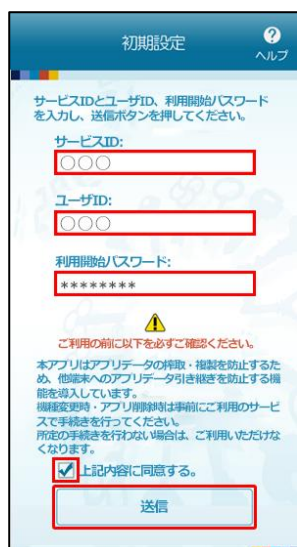 初期設定
?
ヘルプ
サービスIDとユーザID、利用開始パスワード
を入力し、送信ボタンを押してください。
サービスID:
○○○
ユーザID:
○○○
利用開始パスワード:
********
ご利用の前に以下を必ずご確認ください。
本アプリはアプリデータの搾取・複製を防止するた
め、他端末へのアプリデータ引き継ぎを防止する機
能を導入しています。
機種変更時・アプリ削除時は事前にご利用のサービ
スで手続きを行ってください。
所定の手続きを行わない場合は、ご利用いただけな
くなります。
上記内容に同意する。
送信